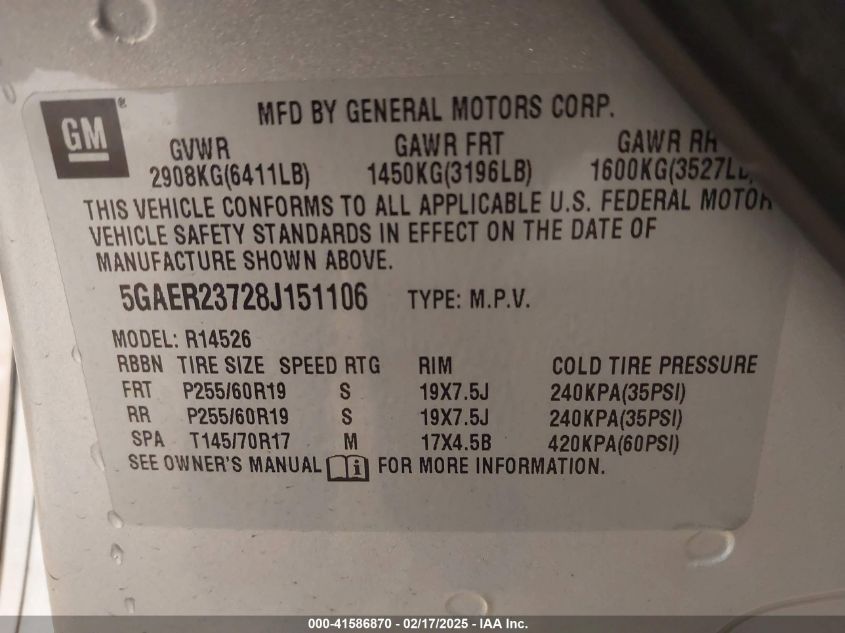 GM ®
MFD BY GENERAL MOTORS CORP.
GVWR GAWR FRT GAWR RR
2908KG(6411LB) 1450KG(3196LB) 1600KG(3527LB)
THIS VEHICLE CONFORMS TO ALL APPLICABLE U.S. FEDERAL MOTOR
VEHICLE SAFETY STANDARDS IN EFFECT ON THE DATE OF
MANUFACTURE SHOWN ABOVE.
5GAER23728J151106 TYPE: M.P.V.
MODEL: R14526
RBBN TIRE SIZE SPEED RTG RIM COLD TIRE PRESSURE
FRT P255/60R19 S 19X7.5J 240KPA(35PSI)
RR P255/60R19 S 19X7.5J 240KPA(35PSI)
SPA T145/70R17 M 17X4.5B 420KPA(60PSI)
SEE OWNER'S MANUAL i FOR MORE INFORMATION.
000-41586870 - 02/17/2025 - IAA Inc.